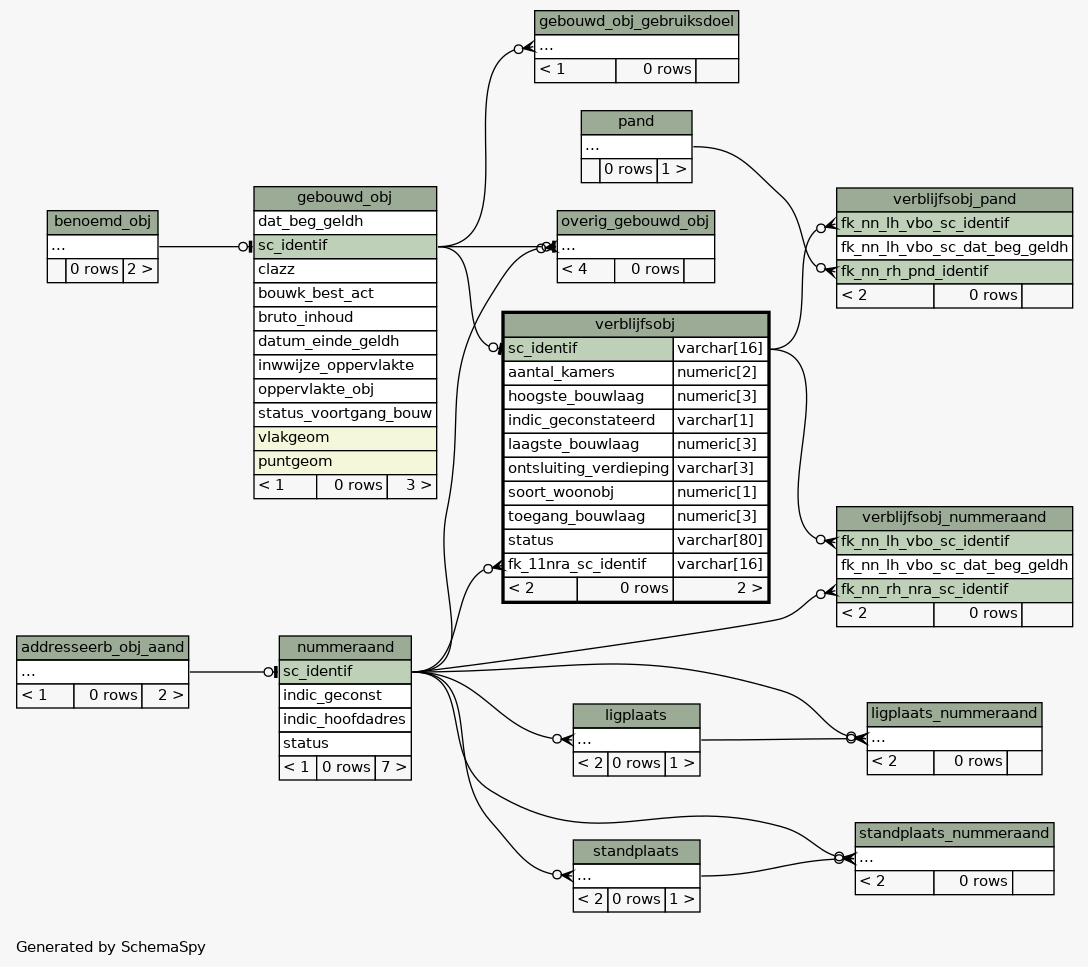 gebouwd_obj_gebruiksdoel
...
< 1 0 rows
pand
...
0 rows 1 >
benoemd_obj
...
0 rows 2 >
gebouwd_obj
dat_beg_geldh
sc_identif
clazz
bouwk_best_act
bruto_inhoud
datum_einde_geldh
inwwijze_oppervlakte
oppervlakte_obj
status_voortgang_bouw
vlakgeom
puntgeom
< 1 0 rows 3 >
overig_gebouwd_obj
...
< 4 0 rows
verblijfsobj_pand
fk_nn_lh_vbo_sc_identif
fk_nn_lh_vbo_sc_dat_beg_geldh
fk_nn_rh_pnd_identif
< 2 0 rows
verblijfsobj
sc_identif varchar[16]
aantal_kamers numeric[2]
hoogste_bouwlaag numeric[3]
indic_geconstateerd varchar[1]
laagste_bouwlaag numeric[3]
ontsluiting_verdieping varchar[3]
soort_woonobj numeric[1]
toegang_bouwlaag numeric[3]
status varchar[80]
fk_11nra_sc_identif varchar[16]
< 2 0 rows 2 >
verblijfsobj_nummeraand
fk_nn_lh_vbo_sc_identif
fk_nn_lh_vbo_sc_dat_beg_geldh
fk_nn_rh_nra_sc_identif
< 2 0 rows
addresseerb_obj_aand
...
< 1 0 rows 2 >
nummeraand
sc_identif
indic_geconst
indic_hoofdadres
status
< 1 0 rows 7 >
ligplaats
...
< 2 0 rows 1 >
ligplaats_nummeraand
...
< 2 0 rows
standplaats
...
< 2 0 rows 1 >
standplaats_nummeraand
...
< 2 0 rows
Generated by SchemaSpy